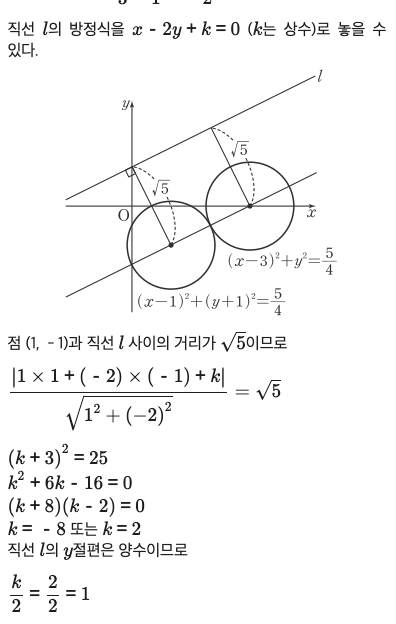 직선 l의 방정식을 x - 2y + k = 0 (k는 상수)로 놓을 수
있다.
l
y
√5
√5
O
x
(x-3)²+y²=5/4
(x-1)²+(y+1)²=5/4
점 (1, -1)과 직선 l 사이의 거리가 √5이므로
|1 × 1 + ( - 2) × ( - 1) + k| / √(1² + (-2)²) = √5
(k + 3)² = 25
k² + 6k - 16 = 0
(k + 8)(k - 2) = 0
k = - 8 또는 k = 2
직선 l의 y절편은 양수이므로
k/2 = 2/2 = 1